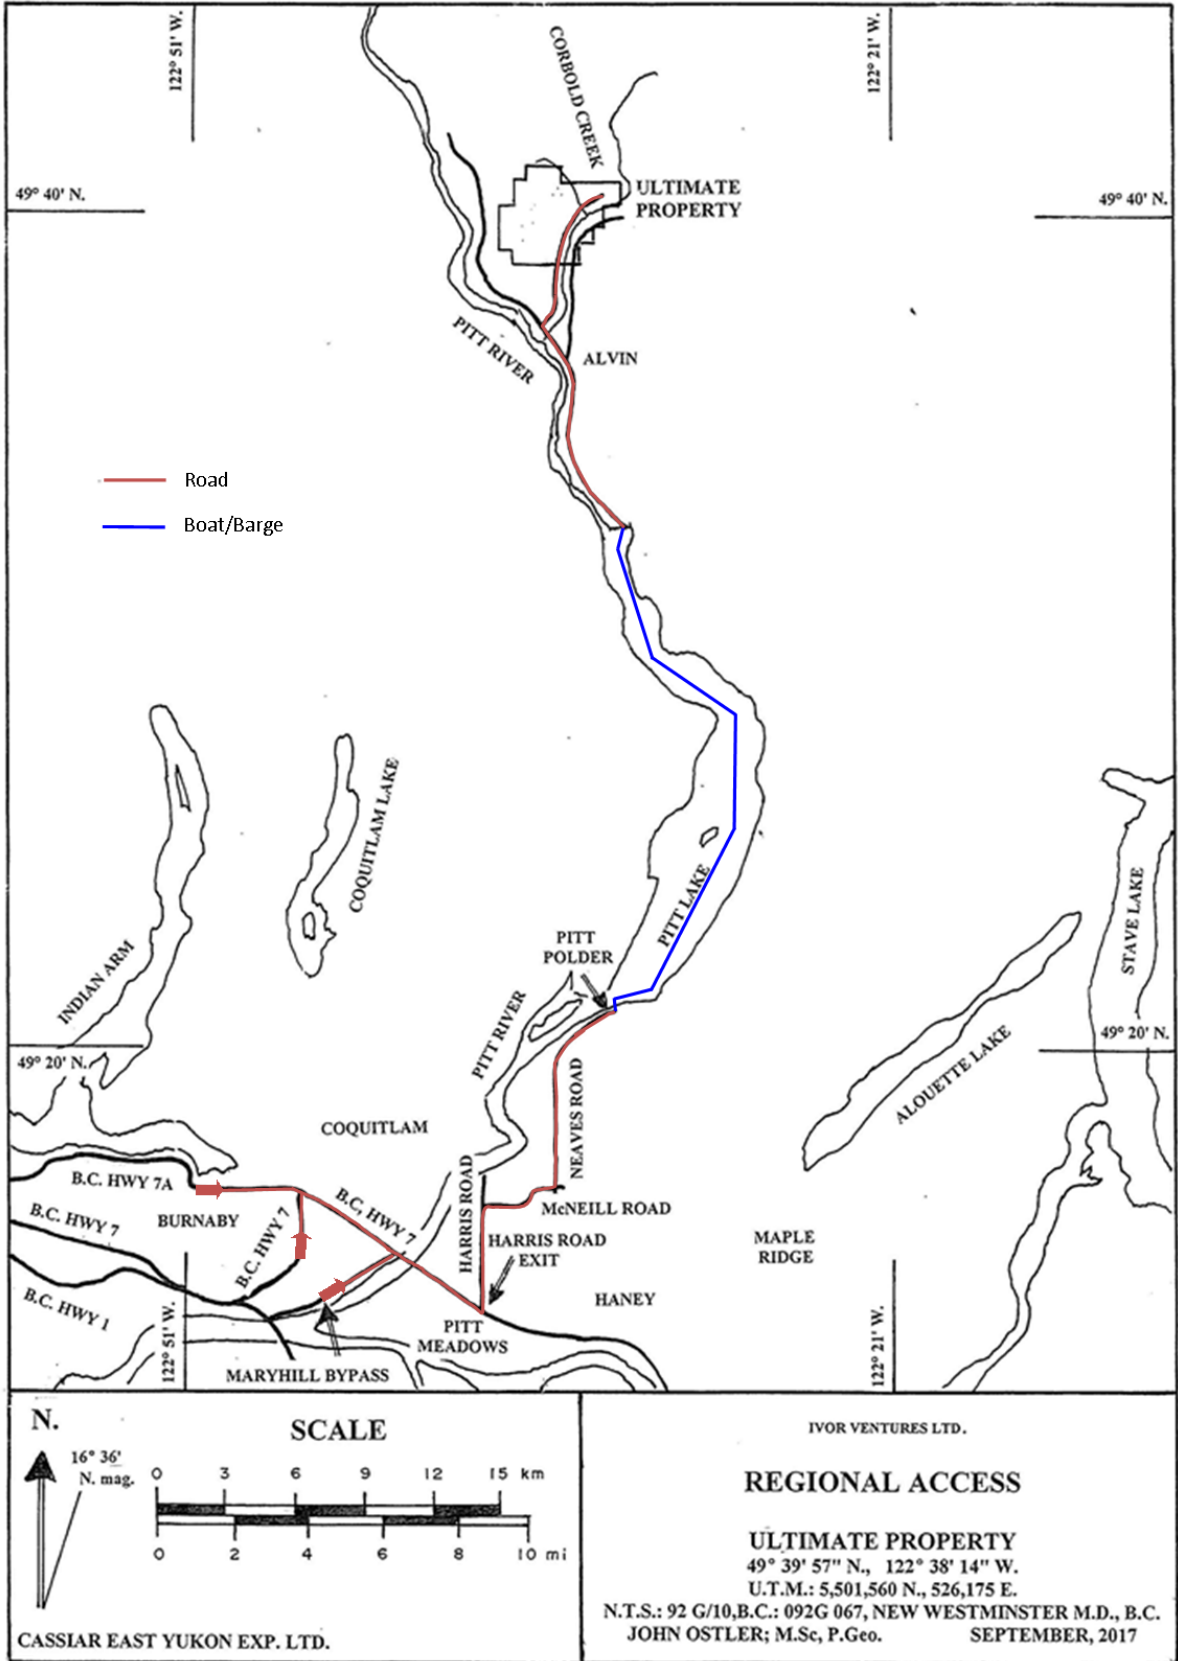 122° 51' W.
CORBOLD CREEK
122° 21' W.
49° 40' N.
ULTIMATE
PROPERTY
49° 40' N.
PITT RIVER
ALVIN
Road
Boat/Barge
COQUITLAM LAKE
PITT LAKE
STAVE LAKE
PITT
POLDER
INDIAN ARM
PITT RIVER
49° 20' N.
49° 20' N.
ALOUETTE LAKE
NEAVES ROAD
COQUITLAM
B.C. HWY 7A
B.C, HWY 7
HARRIS ROAD
McNEILL ROAD
B.C. HWY 7
BURNABY
B.C. HWY 7
HARRIS ROAD
EXIT
MAPLE
RIDGE
B.C. HWY 1
HANEY
122° 51' W.
PITT
MEADOWS
122° 21' W.
MARYHILL BYPASS
N.
16° 36'
N. mag.
SCALE
0 3 6 9 12 15 km
0 2 4 6 8 10 mi
CASSIAR EAST YUKON EXP. LTD.
IVOR VENTURES LTD.
REGIONAL ACCESS
ULTIMATE PROPERTY
49° 39' 57" N., 122° 38' 14" W.
U.T.M.: 5,501,560 N., 526,175 E.
N.T.S.: 92 G/10,B.C.: 092G 067, NEW WESTMINSTER M.D., B.C.
JOHN OSTLER; M.Sc, P.Geo. SEPTEMBER, 2017